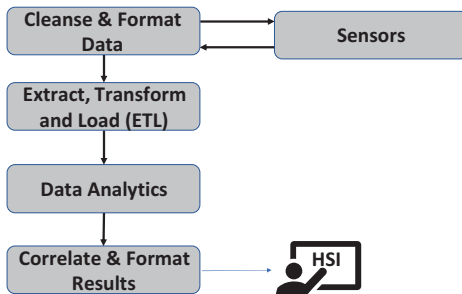 Cleanse & Format
Data
Sensors
Extract, Transform
and Load (ETL)
Data Analytics
Correlate & Format
Results
HSI